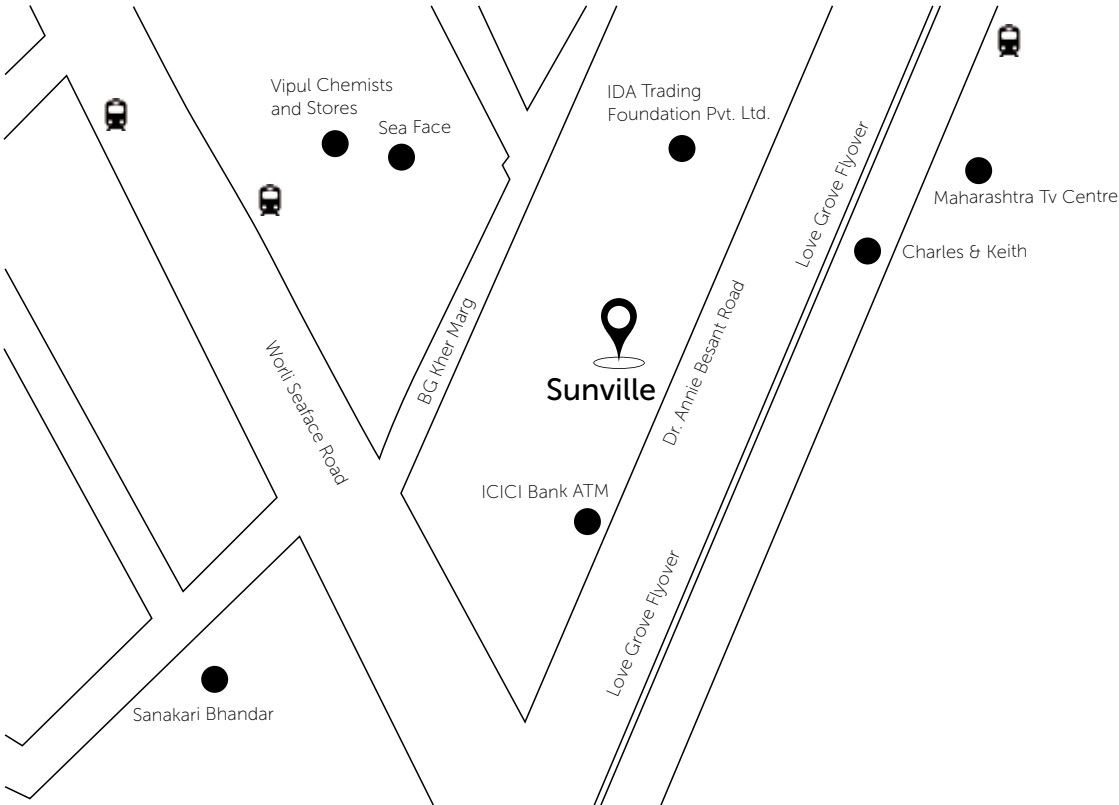 Vipul Chemists
and Stores
Sea Face
IDA Trading
Foundation Pvt. Ltd.
Love Grove Flyover
Maharashtra Tv Centre
Charles & Keith
BG Kher Marg
Dr. Annie Besant Road
Worli Seaface Road
Sunville
ICICI Bank ATM
Love Grove Flyover
Sanakari Bhandar